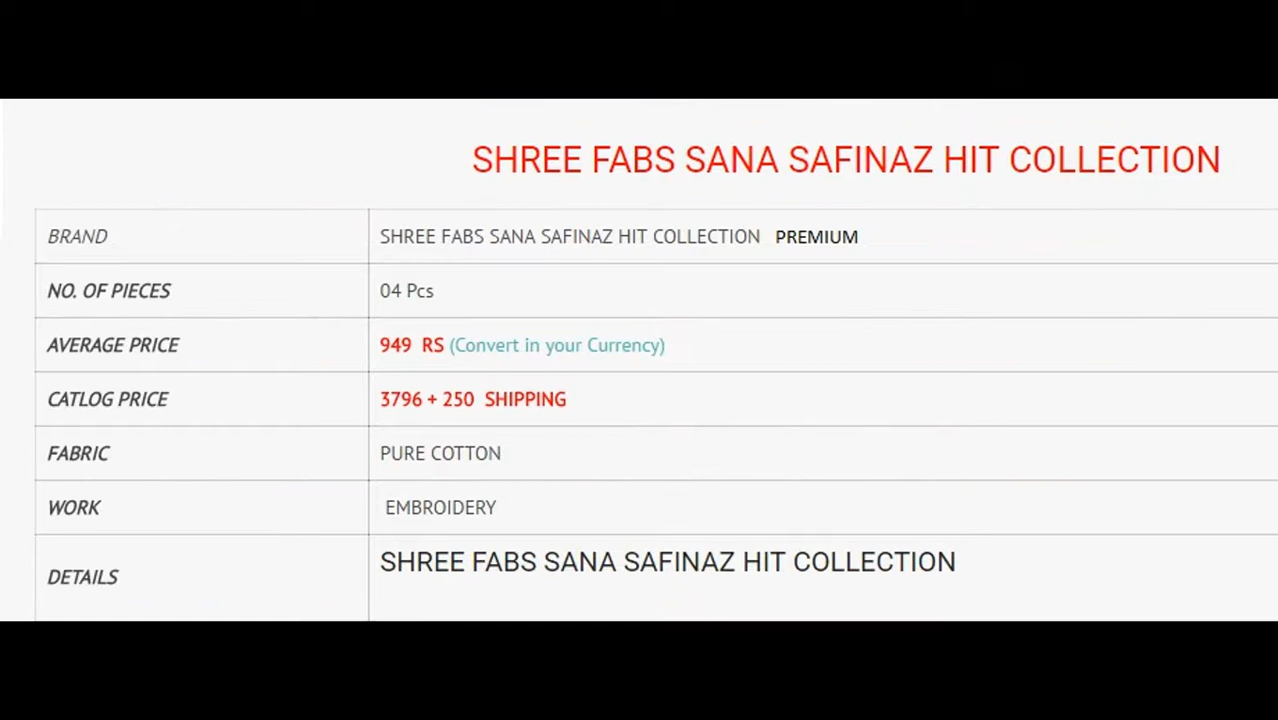 SHREE FABS SANA SAFINAZ HIT COLLECTION
BRAND SHREE FABS SANA SAFINAZ HIT COLLECTION PREMIUM
NO. OF PIECES 04 Pcs
AVERAGE PRICE 949 RS (Convert in your Currency)
CATLOG PRICE 3796 + 250 SHIPPING
FABRIC PURE COTTON
WORK EMBROIDERY
DETAILS SHREE FABS SANA SAFINAZ HIT COLLECTION